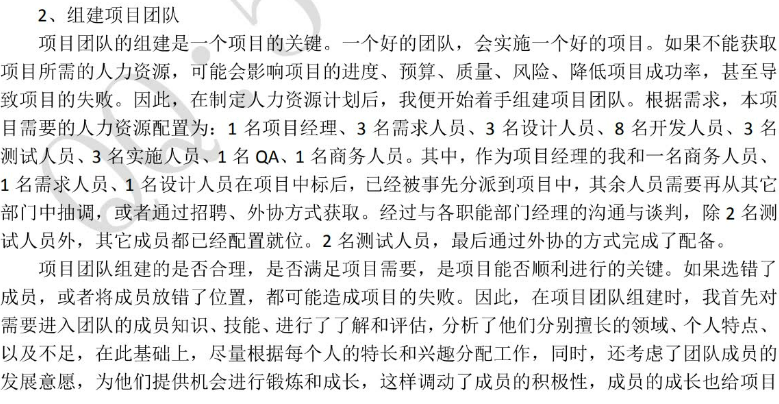 2、组建项目团队
项目团队的组建是一个项目的关键。一个好的团队，会实施一个好的项目。如果不能获取
项目所需的人力资源，可能会影响项目的进度、预算、质量、风险、降低项目成功率，甚至导
致项目的失败。因此，在制定人力资源计划后，我便开始着手组建项目团队。根据需求，本项
目需要的人力资源配置为：1 名项目经理、3 名需求人员、3 名设计人员、8 名开发人员、3 名
测试人员、3 名实施人员、1 名 QA、1 名商务人员。其中，作为项目经理的我和一名商务人员、
1 名需求人员、1 名设计人员在项目中标后，已经被事先分派到项目中，其余人员需要再从其它
部门中抽调，或者通过招聘、外协方式获取。经过与各职能部门经理的沟通与谈判，除 2 名测
试人员外，其它成员都已经配置就位。2 名测试人员，最后通过外协的方式完成了配备。
项目团队组建的是否合理，是否满足项目需要，是项目能否顺利进行的关键。如果选错了
成员，或者将成员放错了位置，都可能造成项目的失败。因此，在项目团队组建时，我首先对
需要进入团队的成员知识、技能、进行了了解和评估，分析了他们分别擅长的领域、个人特点、
以及不足，在此基础上，尽量根据每个人的特长和兴趣分配工作，同时，还考虑了团队成员的
发展意愿，为他们提供机会进行锻炼和成长，这样调动了成员的积极性，成员的成长也给项目
QQ: